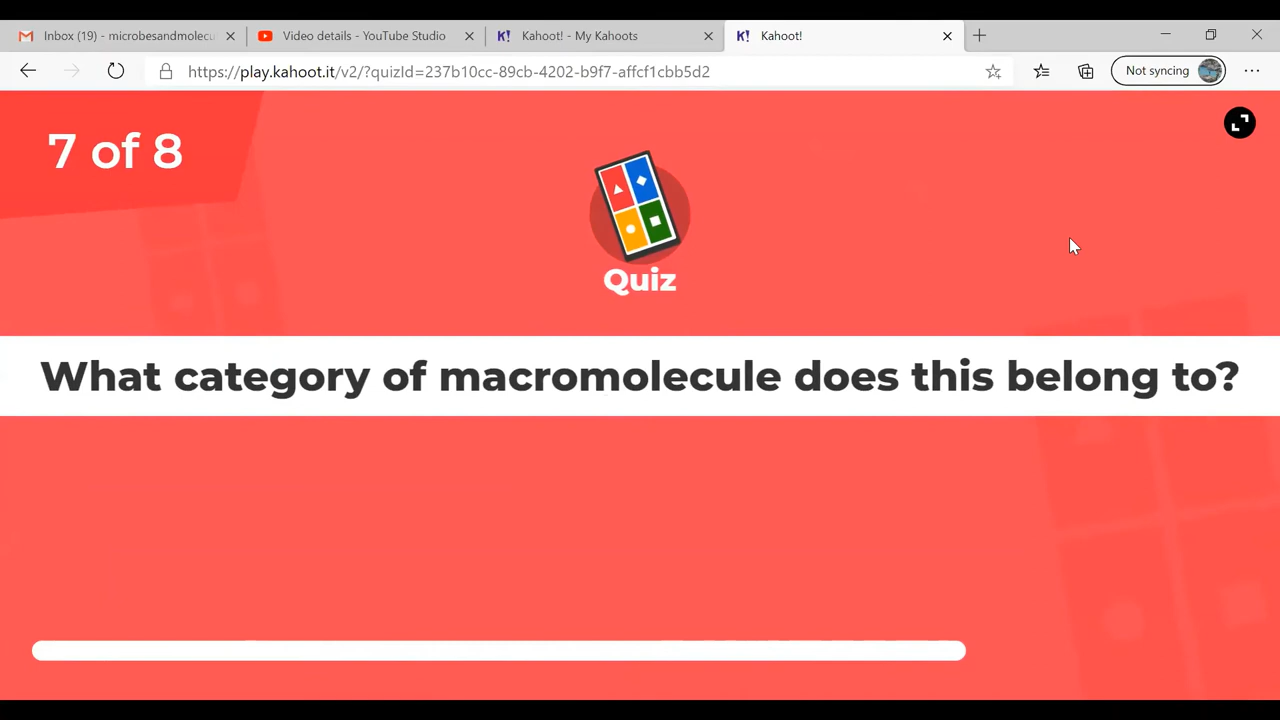 Inbox (19) - microbesandmolecu
Video details - YouTube Studio
K! Kahoot! - My Kahoots
K! Kahoot!
https://play.kahoot.it/v2/?quizId=237b10cc-89cb-4202-b9f7-affcf1cbb5d2
Not syncing
7 of 8
Quiz
What category of macromolecule does this belong to?